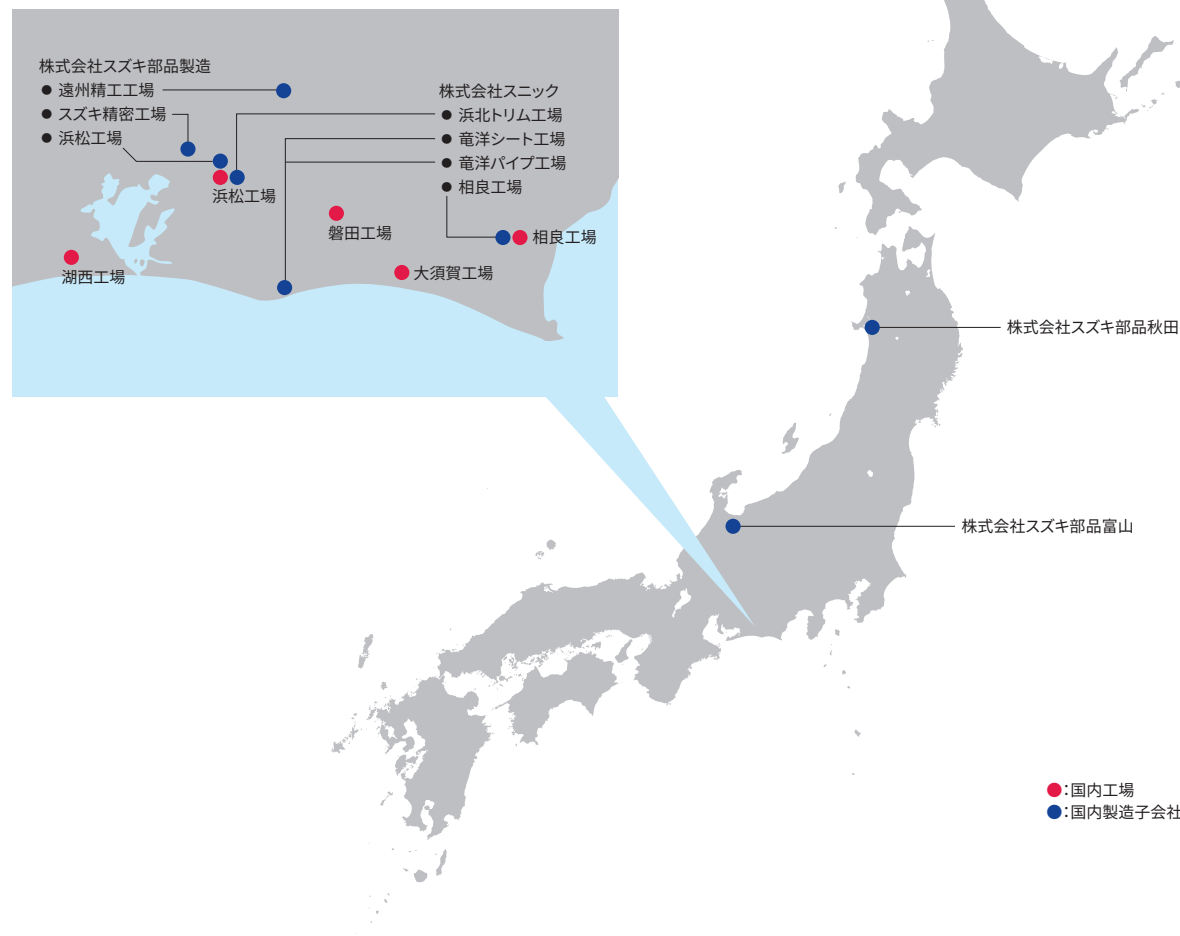 株式会社スズキ部品製造
● 遠州精工工場
● スズキ精密工場
● 浜松工場
株式会社スニック
● 浜北トリム工場
● 竜洋シート工場
● 竜洋パイプ工場
● 相良工場
浜松工場
磐田工場
相良工場
湖西工場
大須賀工場
株式会社スズキ部品秋田
株式会社スズキ部品富山
●:国内工場
●:国内製造子会社